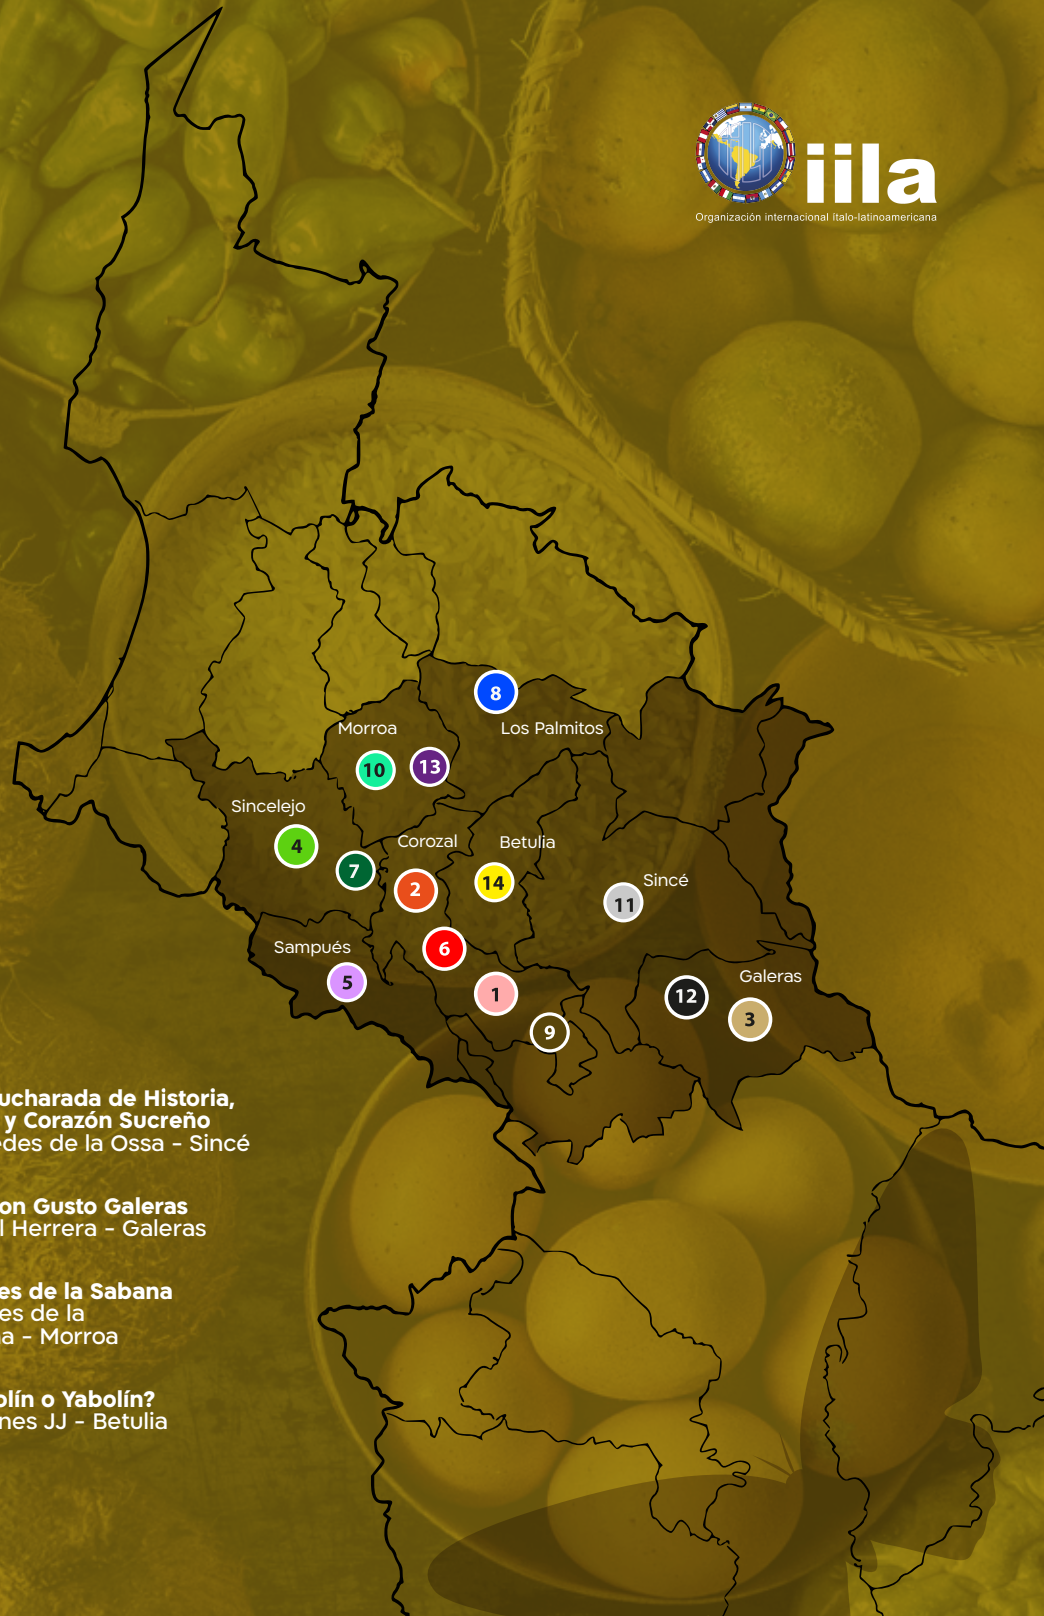 iila
Organización internacional ítalo-latinoamericana
8
Morroa
Los Palmitos
10
13
Sincelejo
4
Corozal
Betulia
7
2
14
Sincé
11
Sampués
6
5
1
Galeras
12
3
9
ucharada de Historia,
y Corazón Sucreño
edes de la Ossa - Sincé
on Gusto Galeras
l Herrera - Galeras
es de la Sabana
es de la
a - Morroa
olín o Yabolín?
nes JJ - Betulia